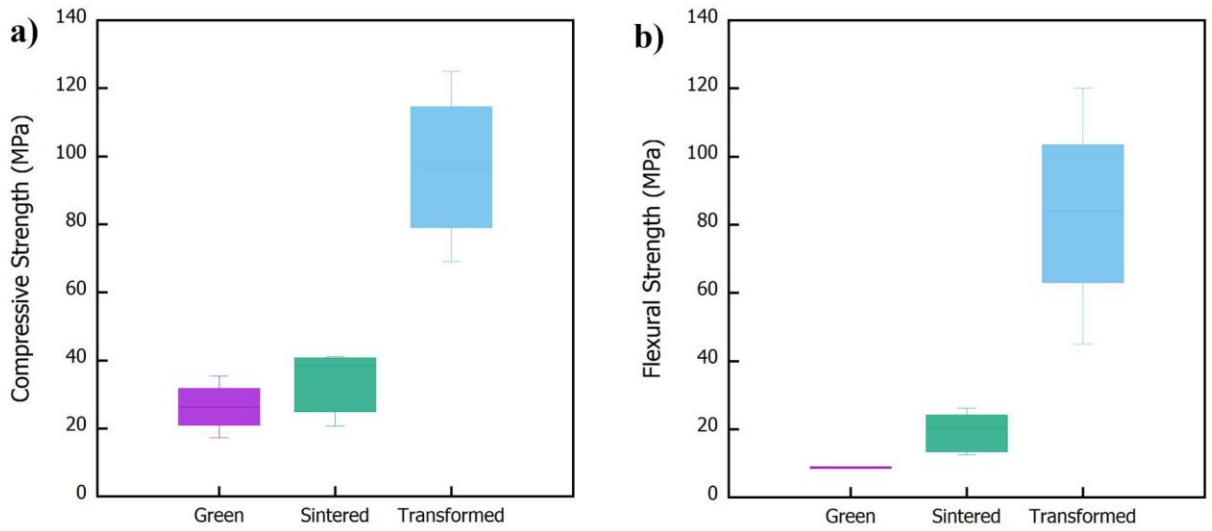 a)
Compressive Strength (MPa)
140
120
100
80
60
40
20
0
Green Sintered Transformed
b)
Flexural Strength (MPa)
140
120
100
80
60
40
20
0
Green Sintered Transformed